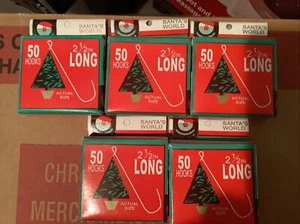 SANTA'S
WORLD
50
HOOKS
2 1/2 IN
LONG
ACTUAL
SIZE
SANTA'S
WORLD
50
HOOKS
2 1/2 IN
LONG
ACTUAL
SIZE
SANTA'S
WORLD
50
HOOKS
2 1/2 IN
LONG
ACTUAL
SIZE
SANTA'S
WORLD
50
HOOKS
2 1/2 IN
LONG
ACTUAL
SIZE
SANTA'S
WORLD
50
HOOKS
2 1/2 IN
LONG
ACTUAL
SIZE
CHR
MERC